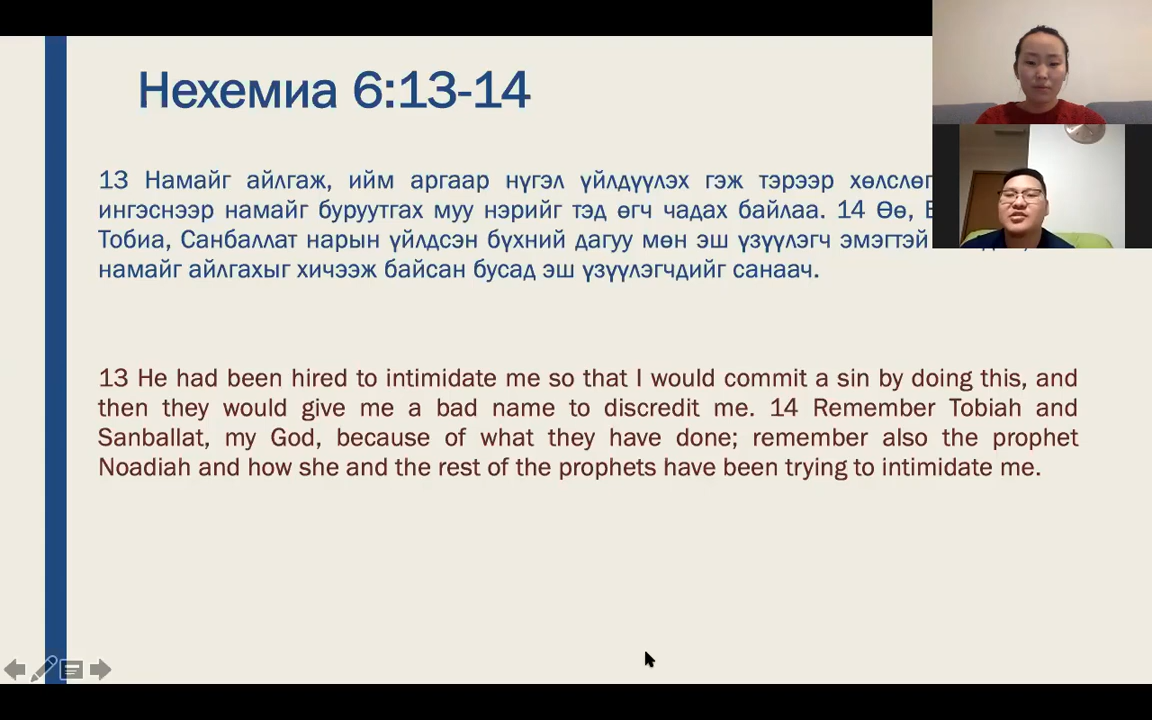 Нехемиа 6:13-14
13 Намайг айлгаж, ийм аргаар нүгэл үйлдүүлэх гэж тэрээр
ингэснээр намайг буруутгах муу нэрийг тэд өгч чадах байлаа. 14 Өө,
Тобиа, Санбаллат нарын үйлдсэн бүхний дагуу мөн эш үзүүлэгч эмэгтэй
намайг айлгахыг хичээж байсан бусад эш үзүүлэгчдийг санаач.
13 He had been hired to intimidate me so that I would commit a sin by doing this, and
then they would give me a bad name to discredit me. 14 Remember Tobiah and
Sanballat, my God, because of what they have done; remember also the prophet
Noadiah and how she and the rest of the prophets have been trying to intimidate me.